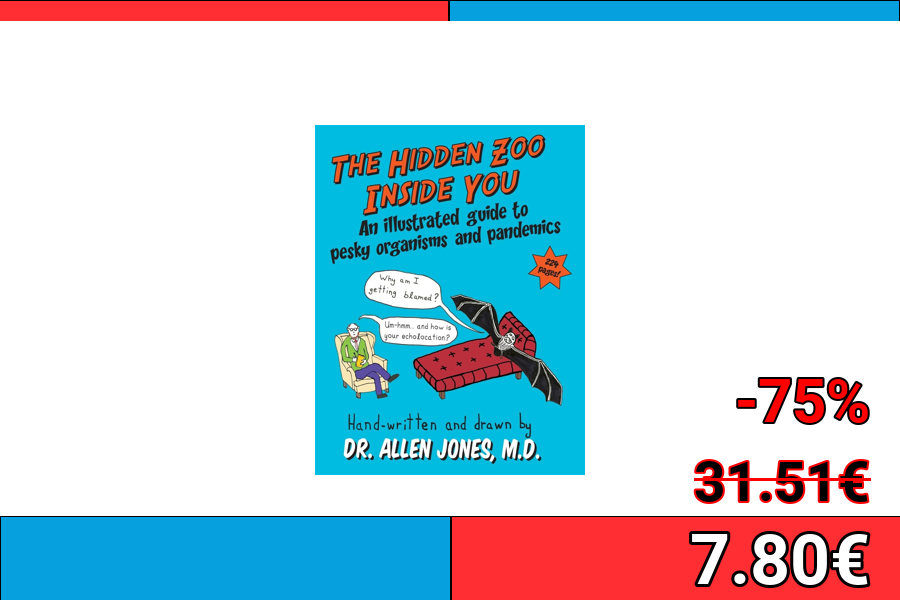 THE HIDDEN ZOO
INSIDE YOU
An illustrated guide to
pesky organisms and pandemics
224
pages!
Why am I
getting blamed?
Um-hmm... and how is
your echolocation?
Hand-written and drawn by
DR. ALLEN JONES, M.D.
-75%
31.51€
7.80€